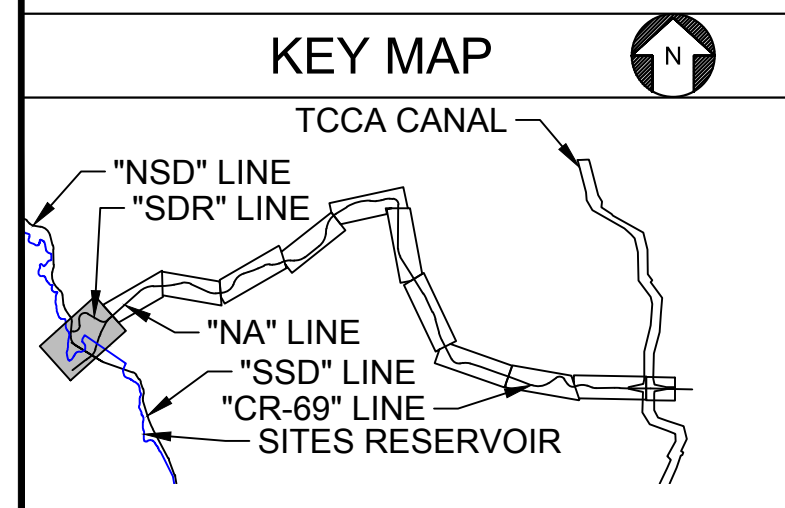 KEY MAP
N
TCCA CANAL
"NSD" LINE
"SDR" LINE
"NA" LINE
"SSD" LINE
"CR-69" LINE
SITES RESERVOIR